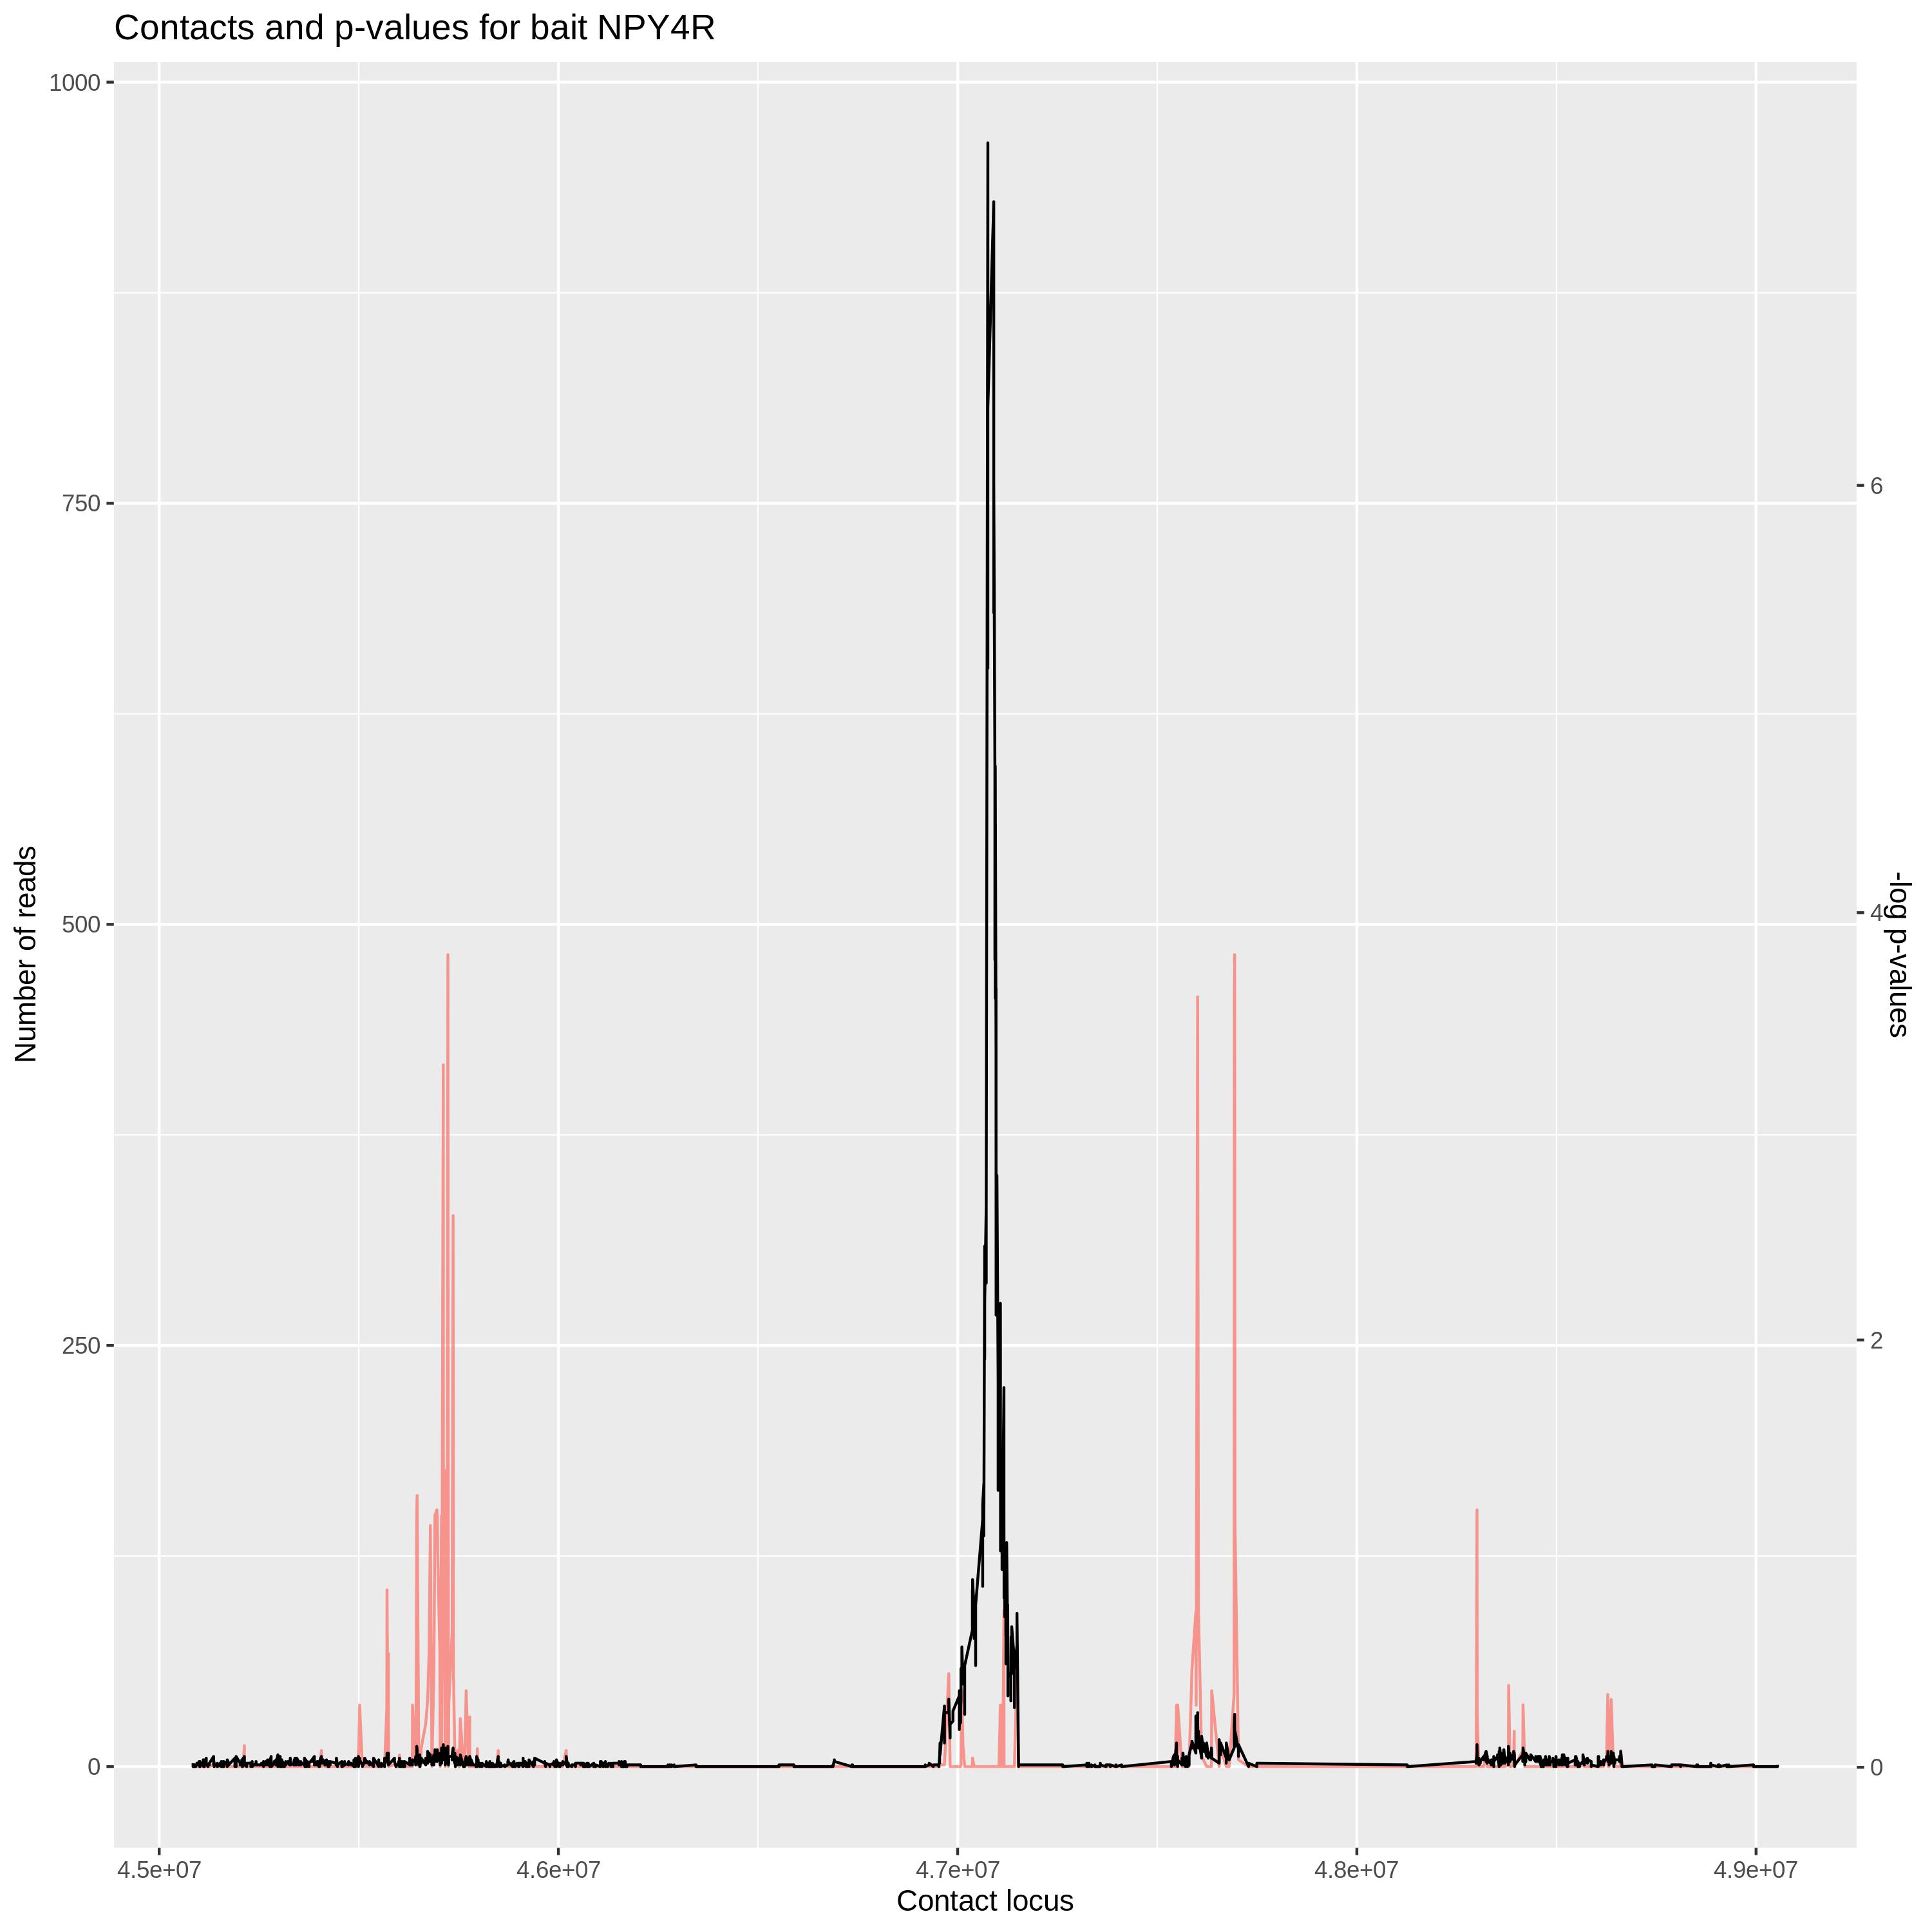 Contacts and p-values for bait NPY4R
1000
750
500
250
0
Number of reads
6
4
2
0
-log p-values
4.5e+07 4.6e+07 4.7e+07 4.8e+07 4.9e+07
Contact locus